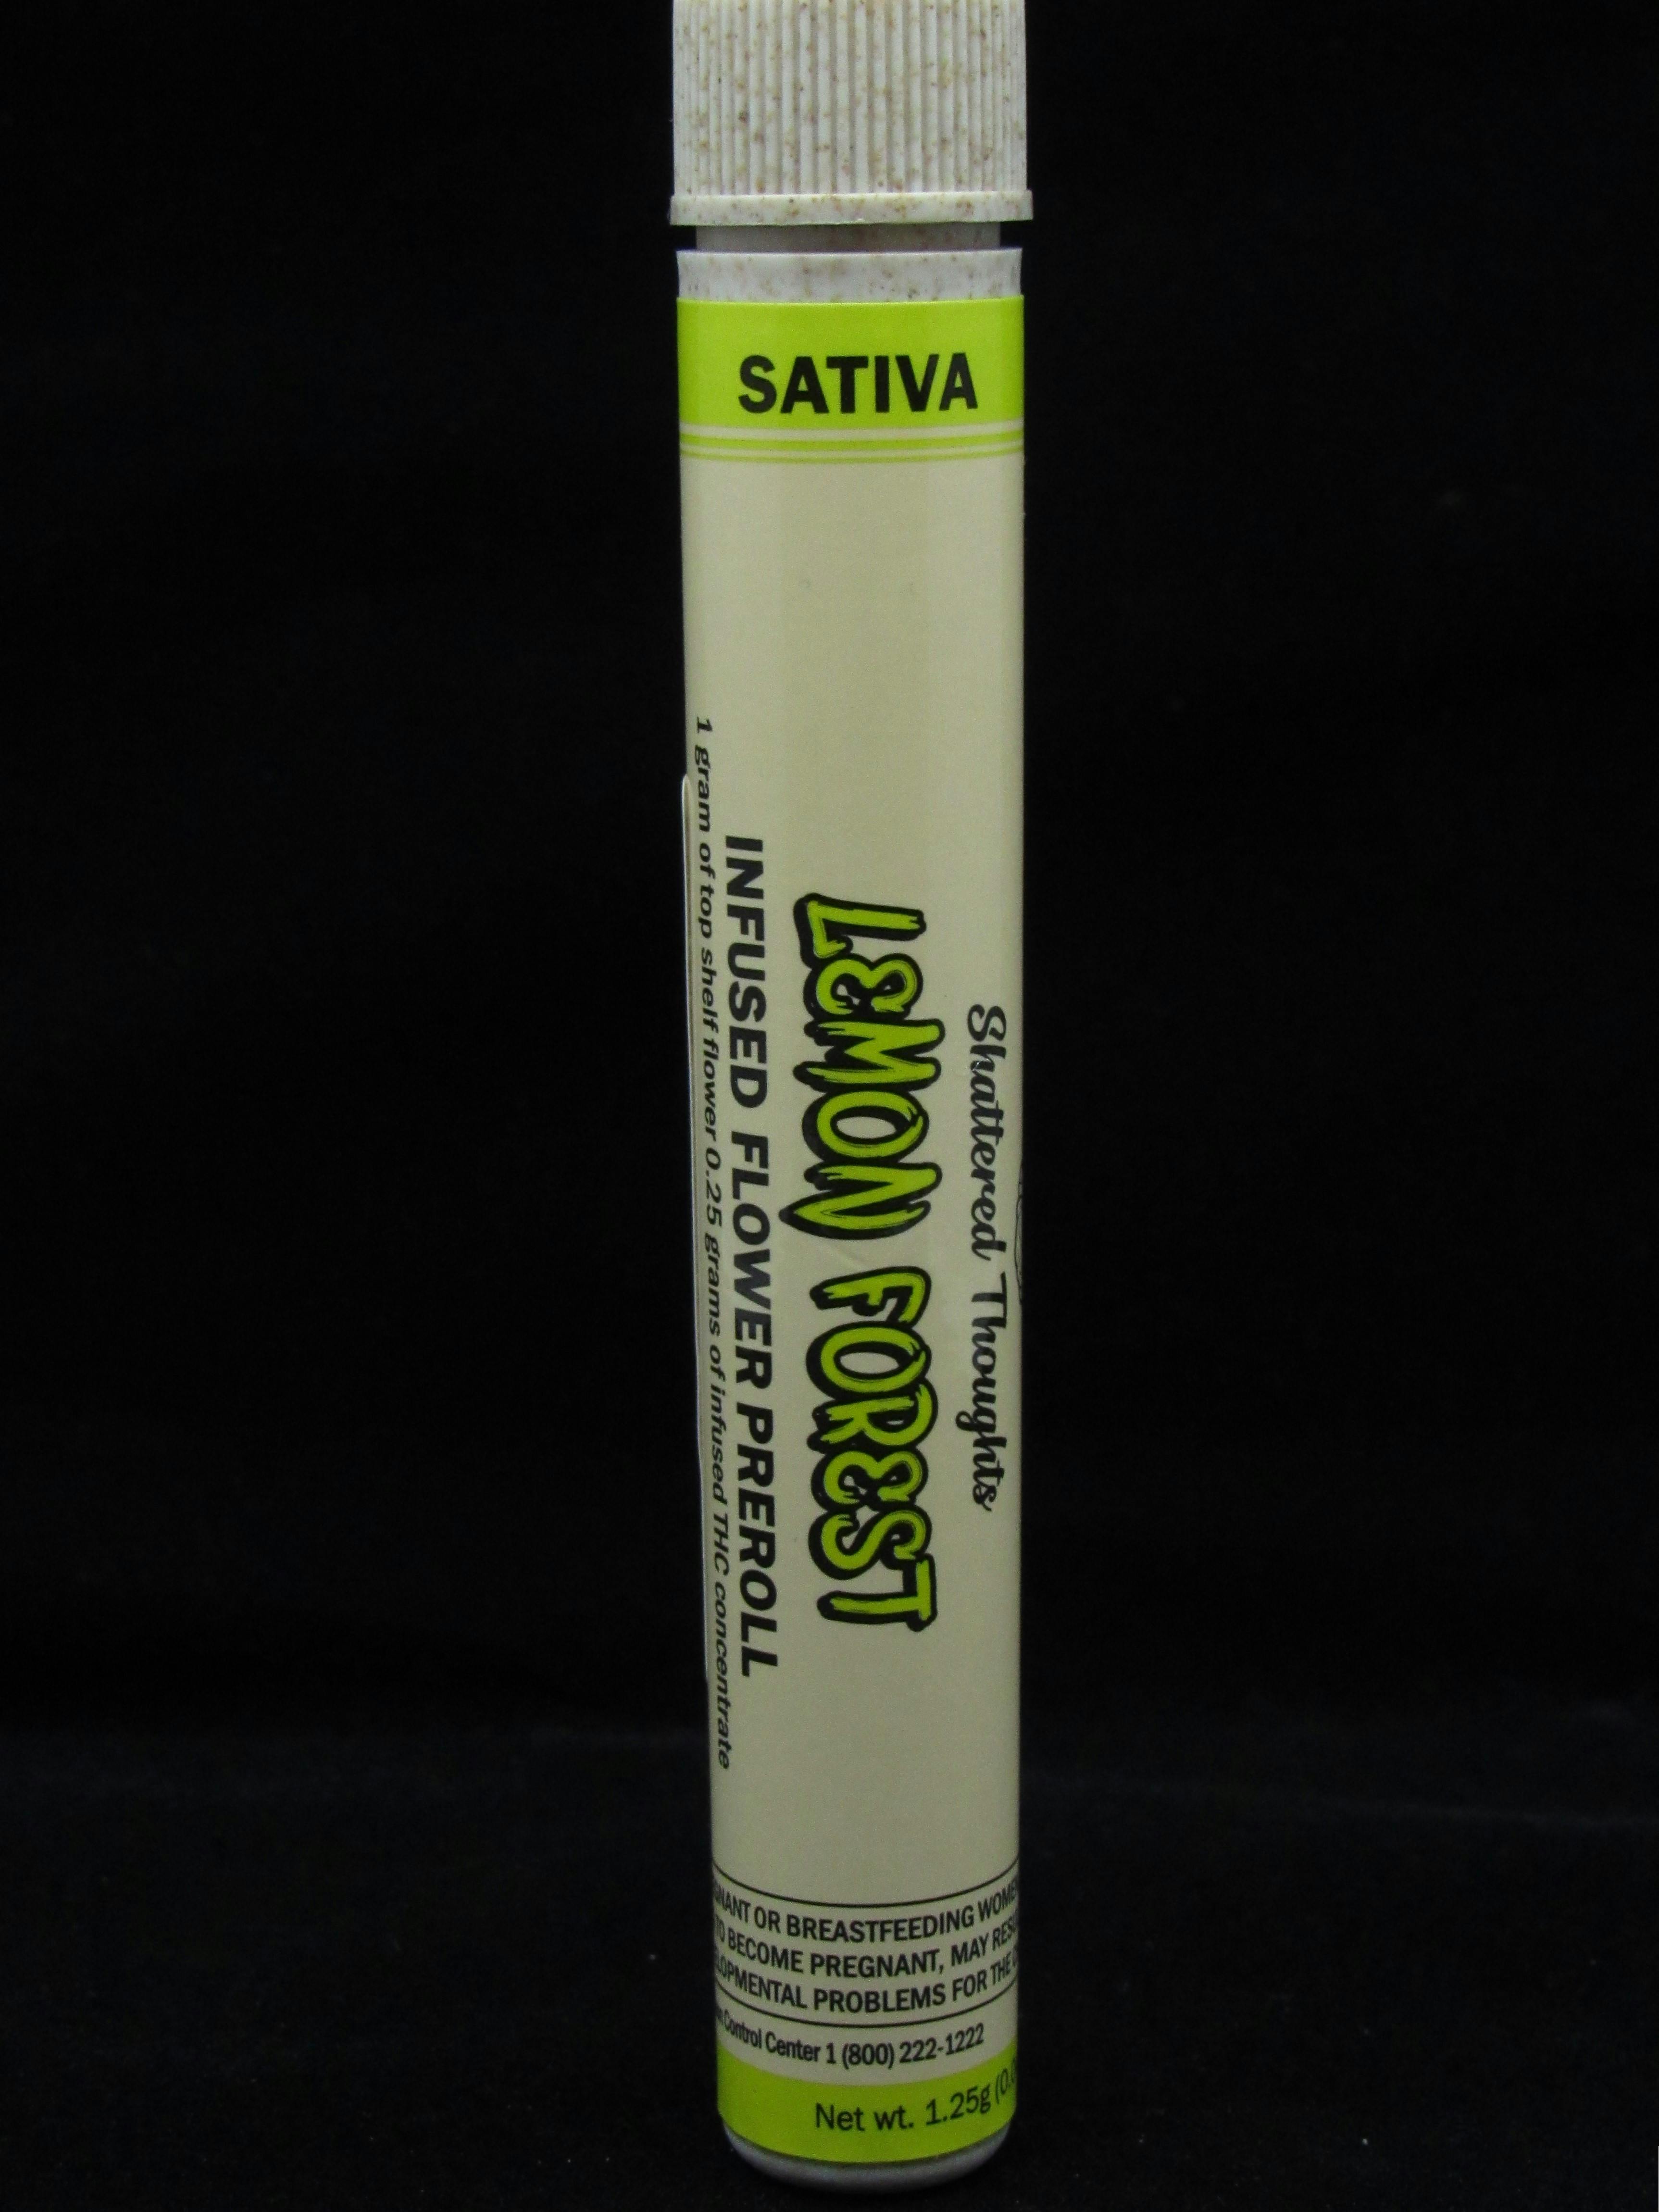 SATIVA
Shattered Thoughts
LEMON FOREST
INFUSED FLOWER PREROLL
1 gram of top shelf flower 0.25 grams of infused THC concentrate
OR BREASTFEEDING WOMEN
TO BECOME PREGNANT, MAY
PROBLEMS FOR THE
Control Center 1 (800) 222-1222
Net wt. 1.25g